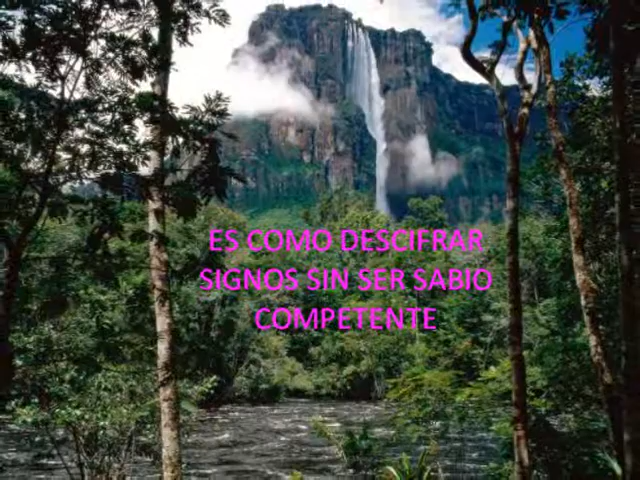 ES COMO DESCIFRAR
SIGNOS SIN SER SABIO
COMPETENTE